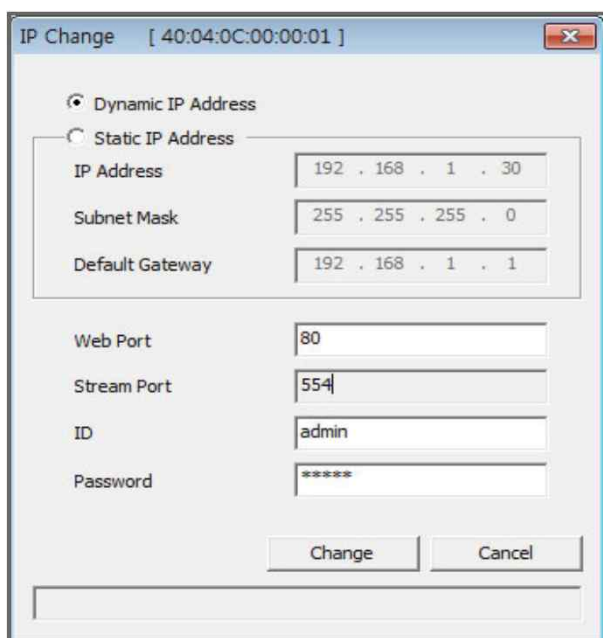 IP Change [ 40:04:0C:00:00:01 ]
Dynamic IP Address
Static IP Address
IP Address 192 . 168 . 1 . 30
Subnet Mask 255 . 255 . 255 . 0
Default Gateway 192 . 168 . 1 . 1
Web Port 80
Stream Port 554
ID admin
Password *****
Change Cancel